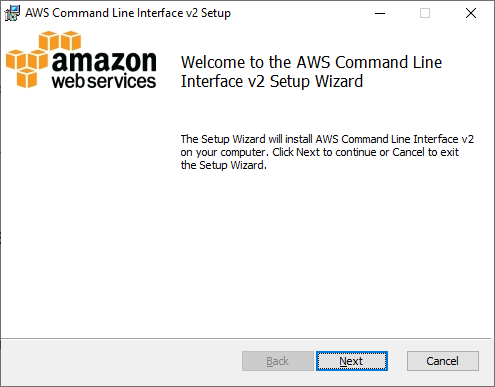 AWS Command Line Interface v2 Setup
amazon
web services
Welcome to the AWS Command Line
Interface v2 Setup Wizard
The Setup Wizard will install AWS Command Line Interface v2
on your computer. Click Next to continue or Cancel to exit
the Setup Wizard.
Back
Next
Cancel